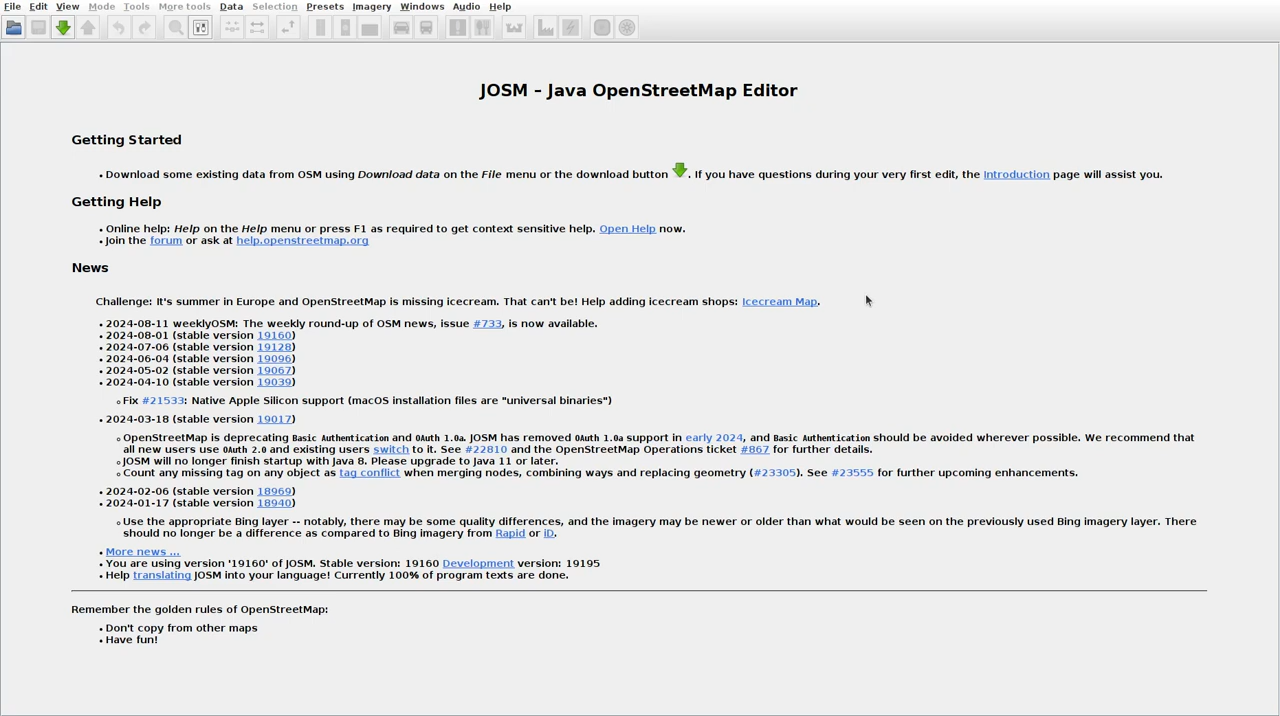 File Edit View Mode Tools More tools Data Selection Presets Imagery Windows Audio Help
JOSM – Java OpenStreetMap Editor
Getting Started
• Download some existing data from OSM using Download data on the File menu or the download button . If you have questions during your very first edit, the Introduction page will assist you.
Getting Help
• Online help: Help on the Help menu or press F1 as required to get context sensitive help. Open Help now.
• Join the forum or ask at help.openstreetmap.org
News
Challenge: It's summer in Europe and OpenStreetMap is missing icecream. That can't be! Help adding icecream shops: Icecream Map.
• 2024-08-11 weeklyOSM: The weekly round-up of OSM news, issue #733, is now available.
• 2024-08-01 (stable version 19160)
• 2024-07-06 (stable version 19128)
• 2024-06-04 (stable version 19096)
• 2024-05-02 (stable version 19067)
• 2024-04-10 (stable version 19039)
◦ Fix #21533: Native Apple Silicon support (macOS installation files are "universal binaries")
• 2024-03-18 (stable version 19017)
◦ OpenStreetMap is deprecating Basic Authentication and OAuth 1.0a. JOSM has removed OAuth 1.0a support in early 2024, and Basic Authentication should be avoided wherever possible. We recommend that
all new users use OAuth 2.0 and existing users switch to it. See #22810 and the OpenStreetMap Operations ticket #867 for further details.
◦ JOSM will no longer finish startup with Java 8. Please upgrade to Java 11 or later.
◦ Count any missing tag on any object as tag conflict when merging nodes, combining ways and replacing geometry (#23305). See #23555 for further upcoming enhancements.
• 2024-02-06 (stable version 18969)
• 2024-01-17 (stable version 18940)
◦ Use the appropriate Bing layer -- notably, there may be some quality differences, and the imagery may be newer or older than what would be seen on the previously used Bing imagery layer. There
should no longer be a difference as compared to Bing imagery from Rapid or iD.
• More news ...
• You are using version '19160' of JOSM. Stable version: 19160 Development version: 19195
• Help translating JOSM into your language! Currently 100% of program texts are done.
Remember the golden rules of OpenStreetMap:
• Don't copy from other maps
• Have fun!